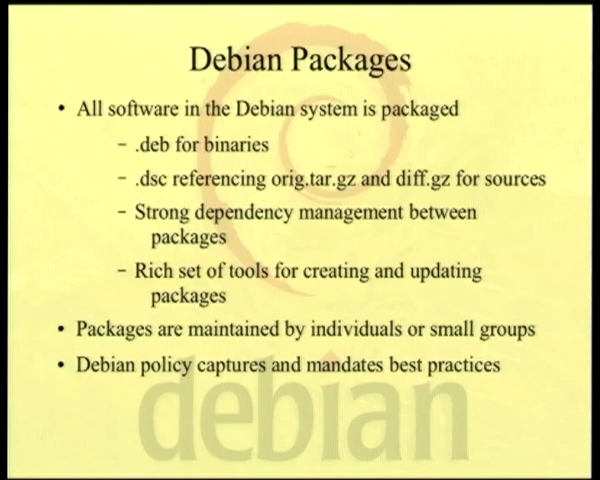 Debian Packages
• All software in the Debian system is packaged
– .deb for binaries
– .dsc referencing orig.tar.gz and diff.gz for sources
– Strong dependency management between
packages
– Rich set of tools for creating and updating
packages
• Packages are maintained by individuals or small groups
• Debian policy captures and mandates best practices
debian